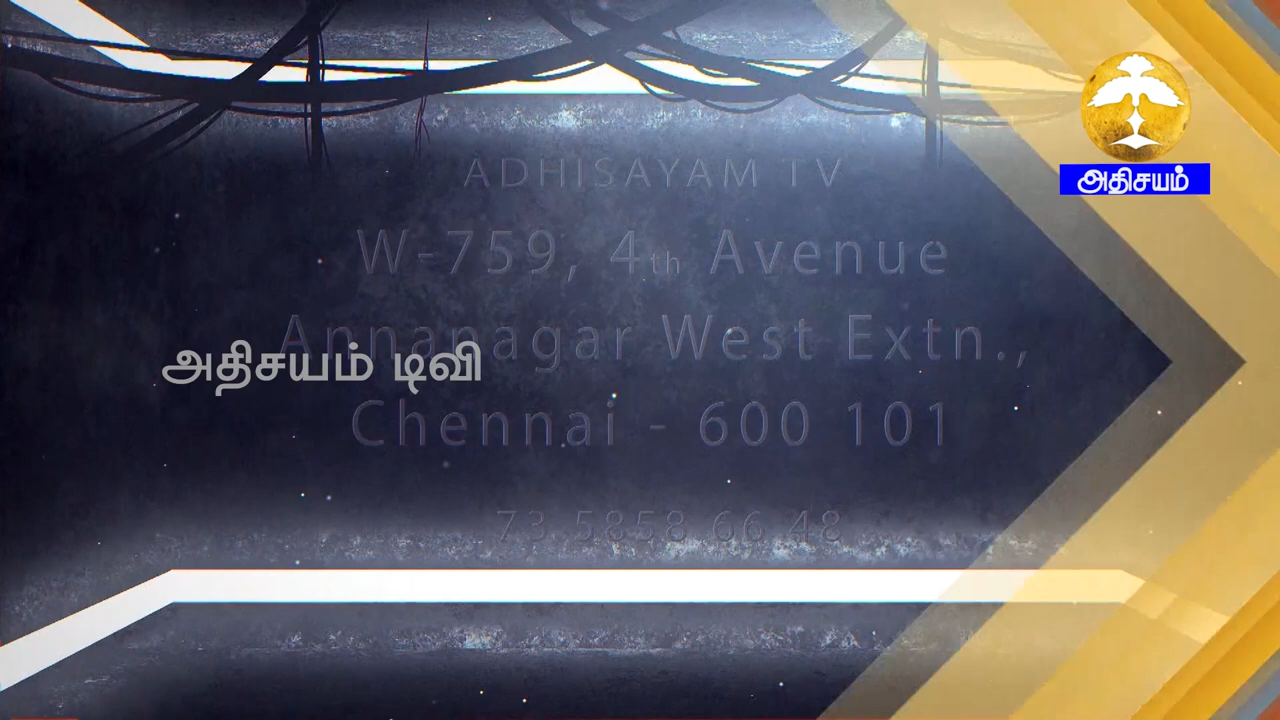 அதிசயம்
ADHISAYAM TV
W-759, 4th Avenue
Annanagar West Extn.,
அதிசயம் டிவி
Chennai - 600 101
73 5858 66 48